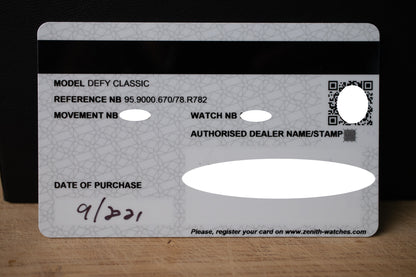 MODEL DEFY CLASSIC
REFERENCE NB 95.9000.670/78.R782
MOVEMENT NB
WATCH NB
AUTHORISED DEALER NAME/STAMP
DATE OF PURCHASE
9/2021
Please, register your card on www.zenith-watches.com